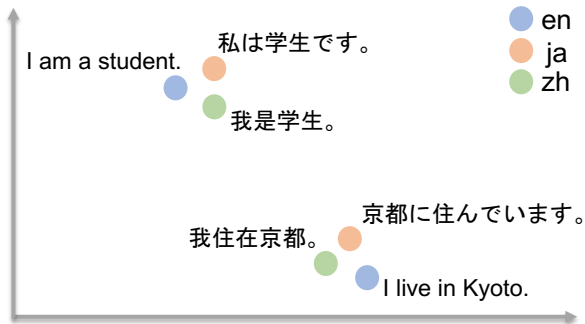 I am a student.
私は学生です。
我是学生。
en
ja
zh
京都に住んでいます。
我住在京都。
I live in Kyoto.